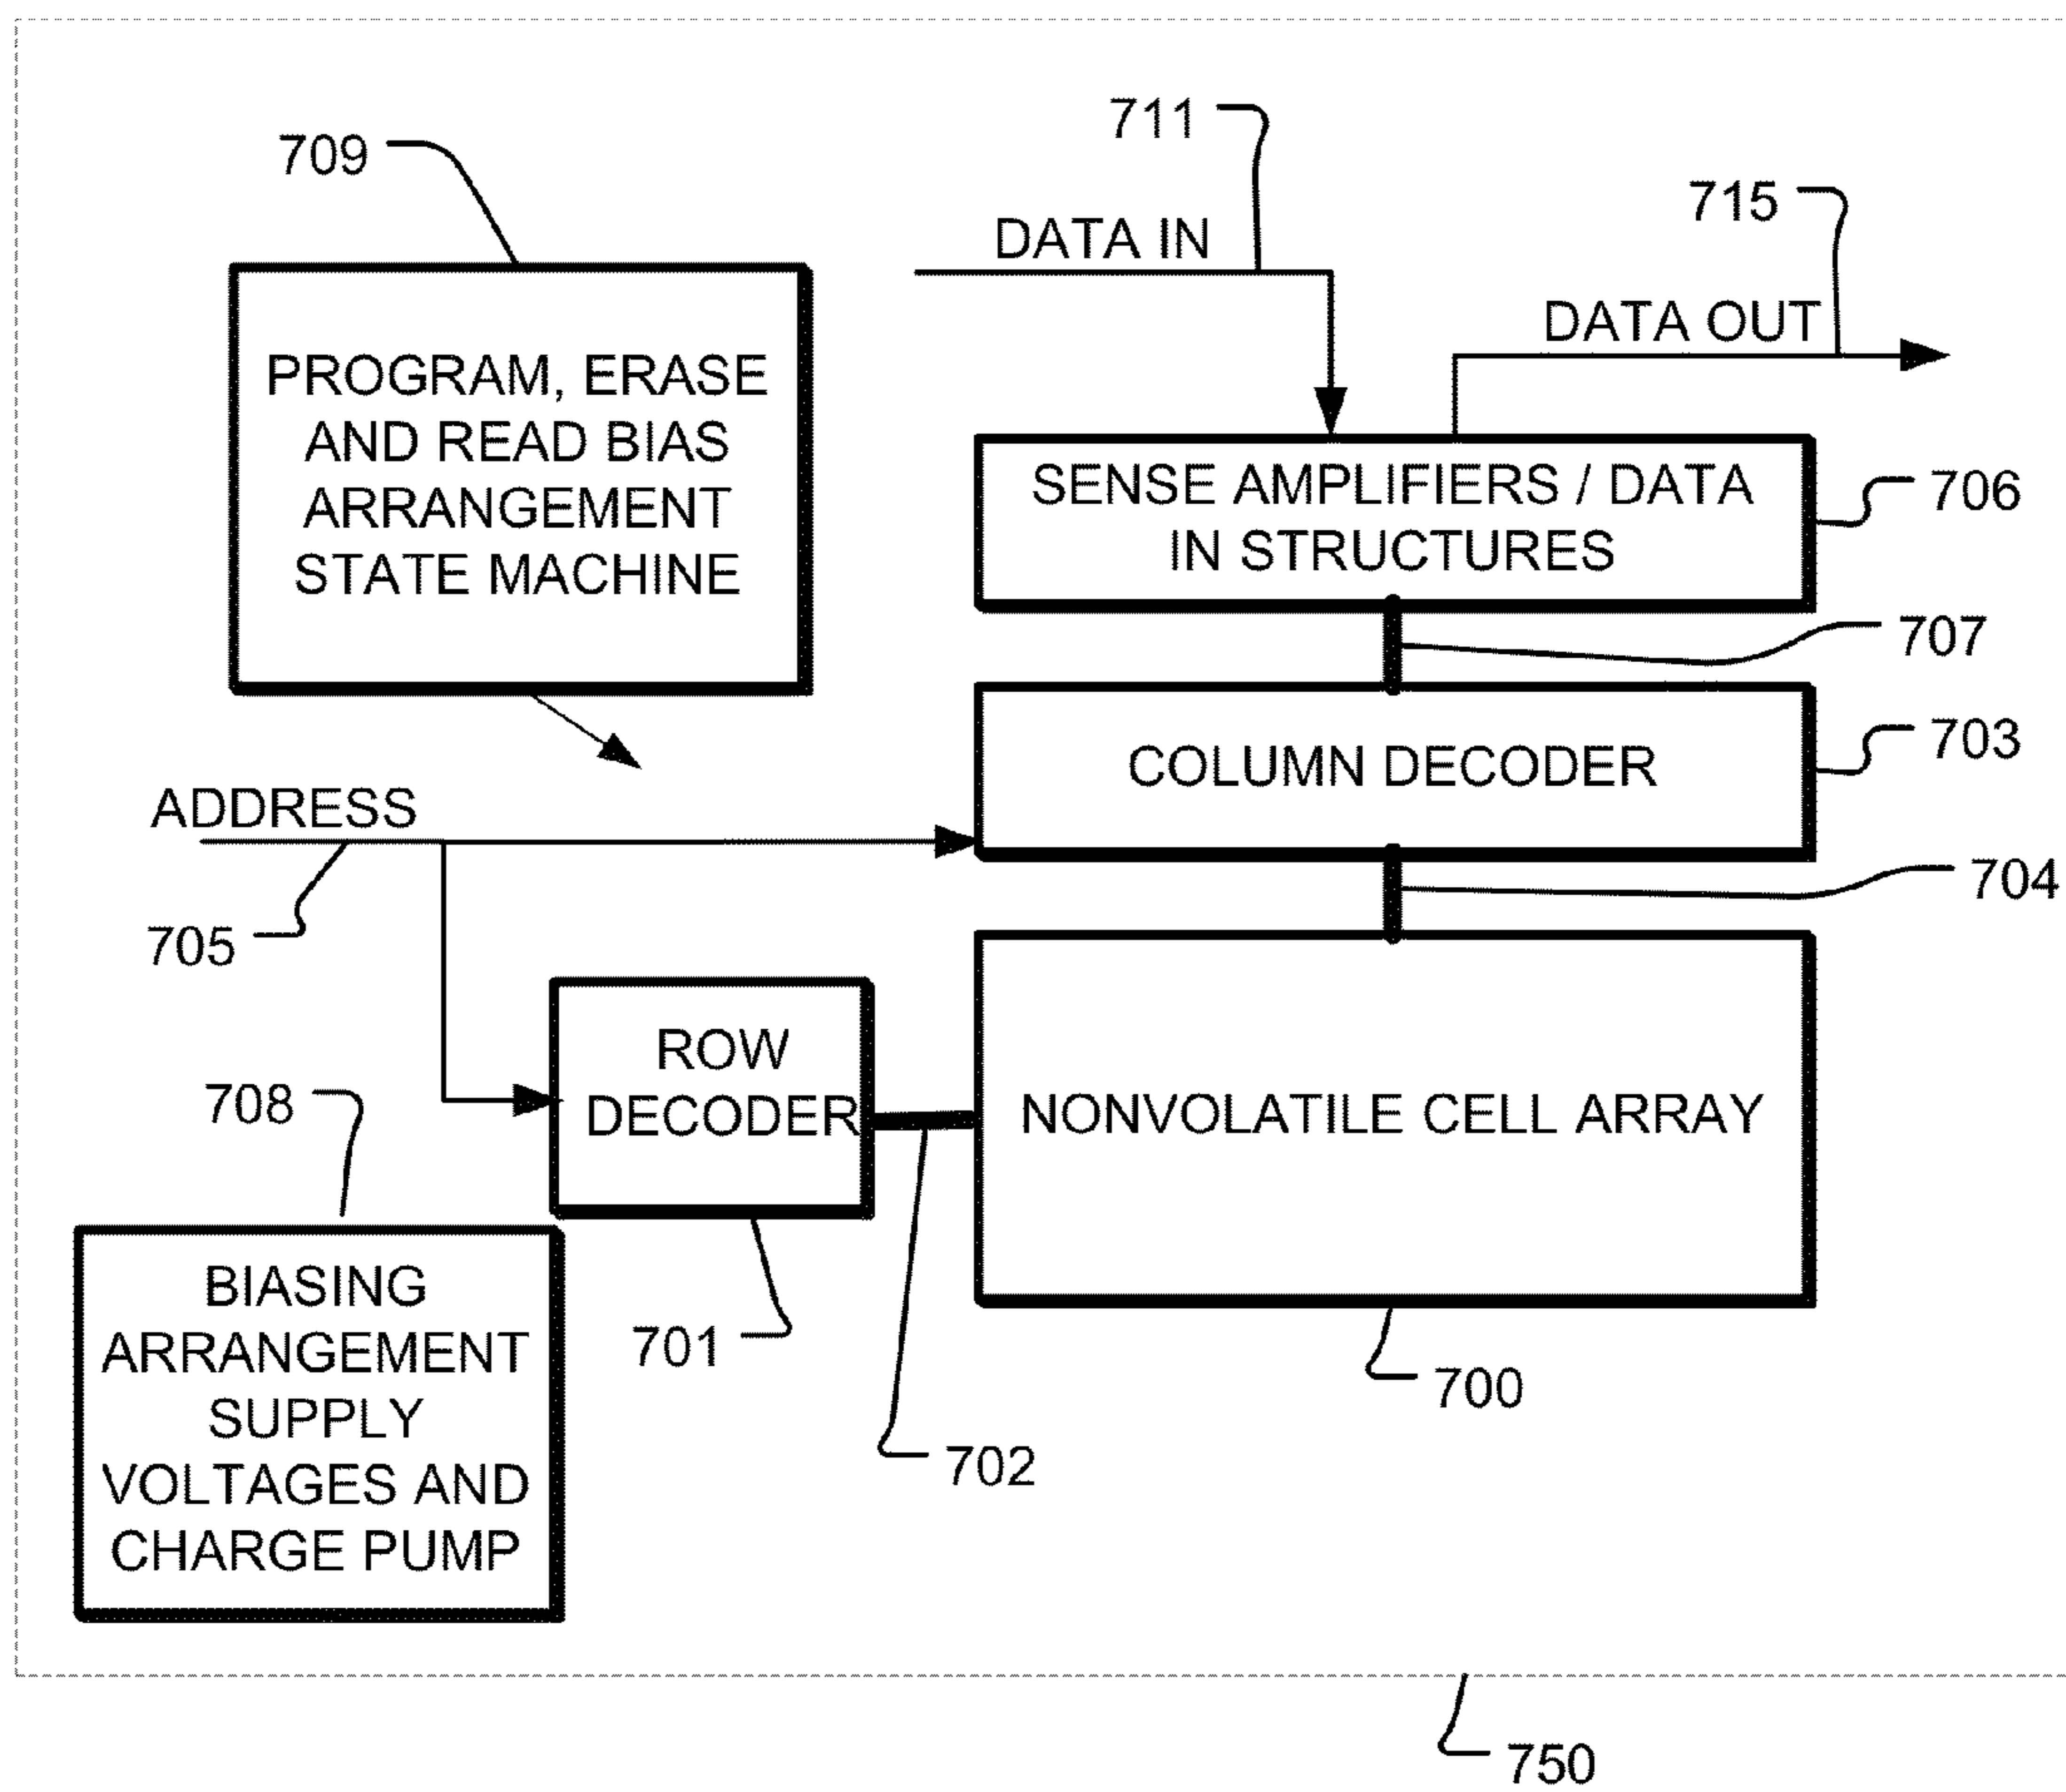 711
709
715
DATA IN
DATA OUT
PROGRAM, ERASE
AND READ BIAS
ARRANGEMENT
STATE MACHINE
SENSE AMPLIFIERS / DATA
IN STRUCTURES
706
707
COLUMN DECODER
703
ADDRESS
704
705
ROW
DECODER
NONVOLATILE CELL ARRAY
708
BIASING
ARRANGEMENT
SUPPLY
VOLTAGES AND
CHARGE PUMP
701
700
702
750